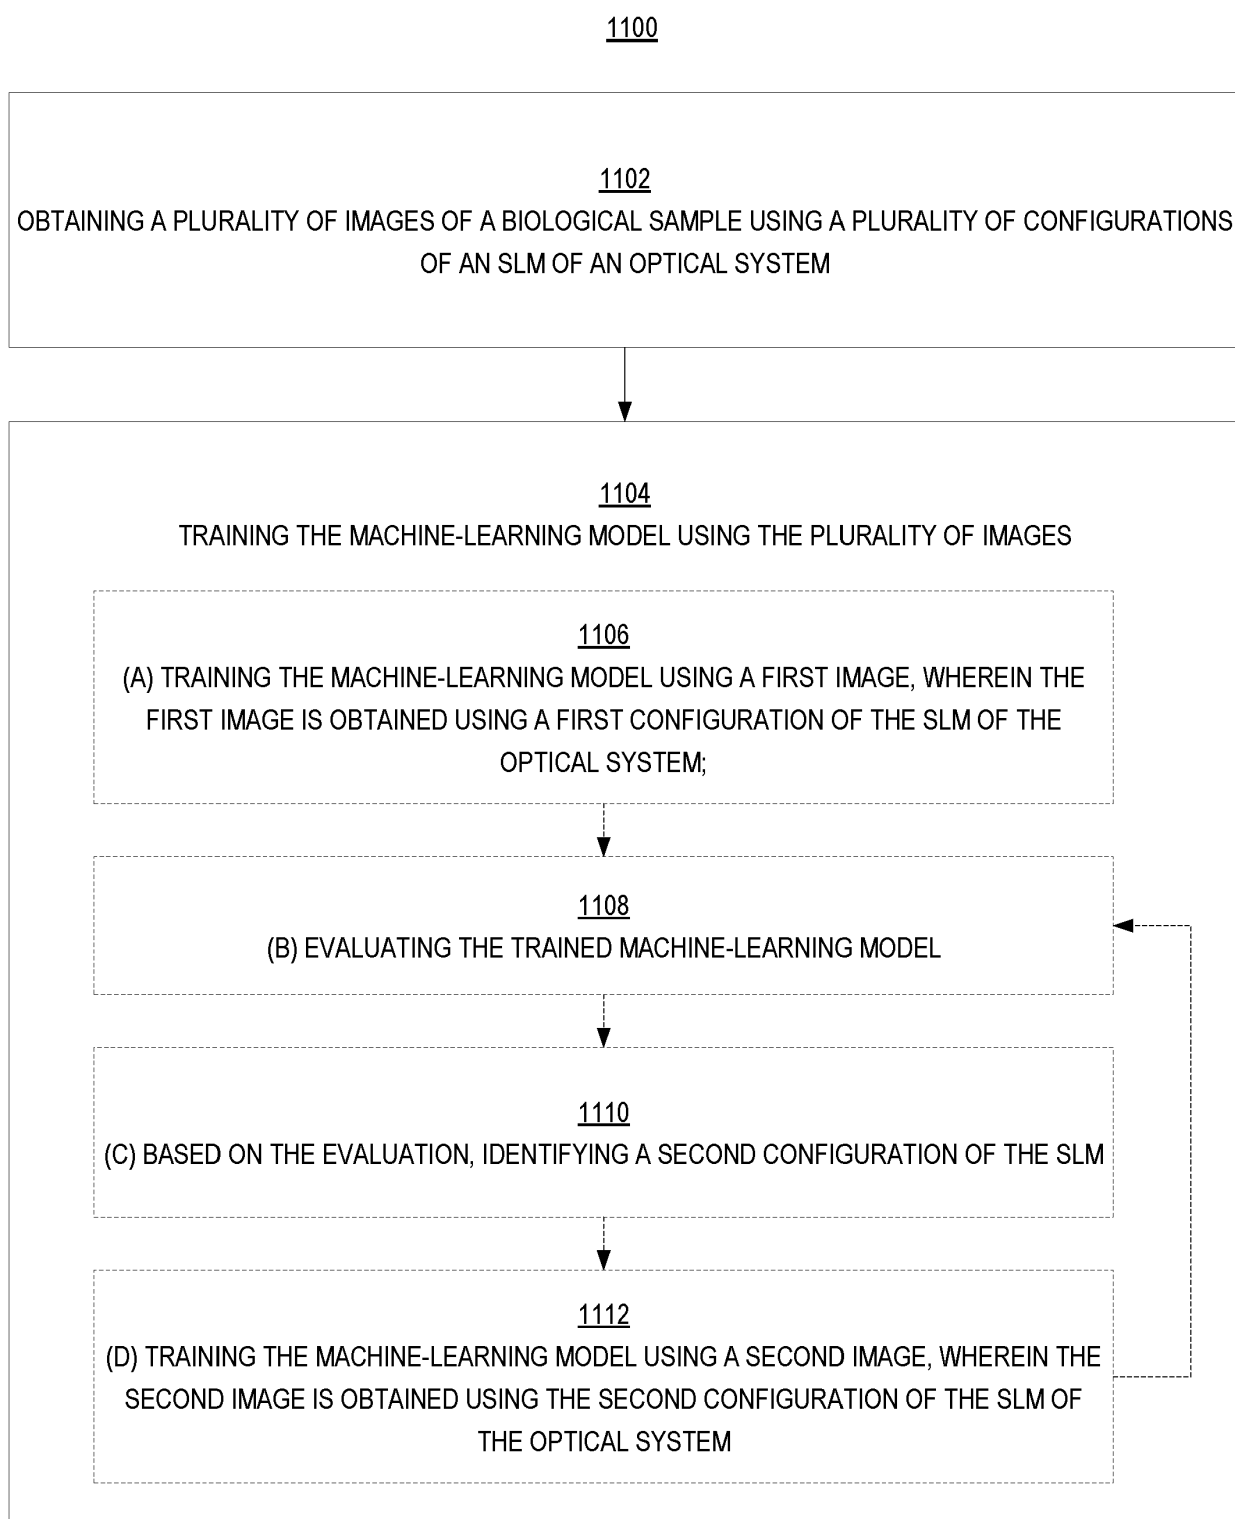 1100
1102
OBTAINING A PLURALITY OF IMAGES OF A BIOLOGICAL SAMPLE USING A PLURALITY OF CONFIGURATIONS
OF AN SLM OF AN OPTICAL SYSTEM
1104
TRAINING THE MACHINE-LEARNING MODEL USING THE PLURALITY OF IMAGES
1106
(A) TRAINING THE MACHINE-LEARNING MODEL USING A FIRST IMAGE, WHEREIN THE
FIRST IMAGE IS OBTAINED USING A FIRST CONFIGURATION OF THE SLM OF THE
OPTICAL SYSTEM;
1108
(B) EVALUATING THE TRAINED MACHINE-LEARNING MODEL
1110
(C) BASED ON THE EVALUATION, IDENTIFYING A SECOND CONFIGURATION OF THE SLM
1112
(D) TRAINING THE MACHINE-LEARNING MODEL USING A SECOND IMAGE, WHEREIN THE
SECOND IMAGE IS OBTAINED USING THE SECOND CONFIGURATION OF THE SLM OF
THE OPTICAL SYSTEM